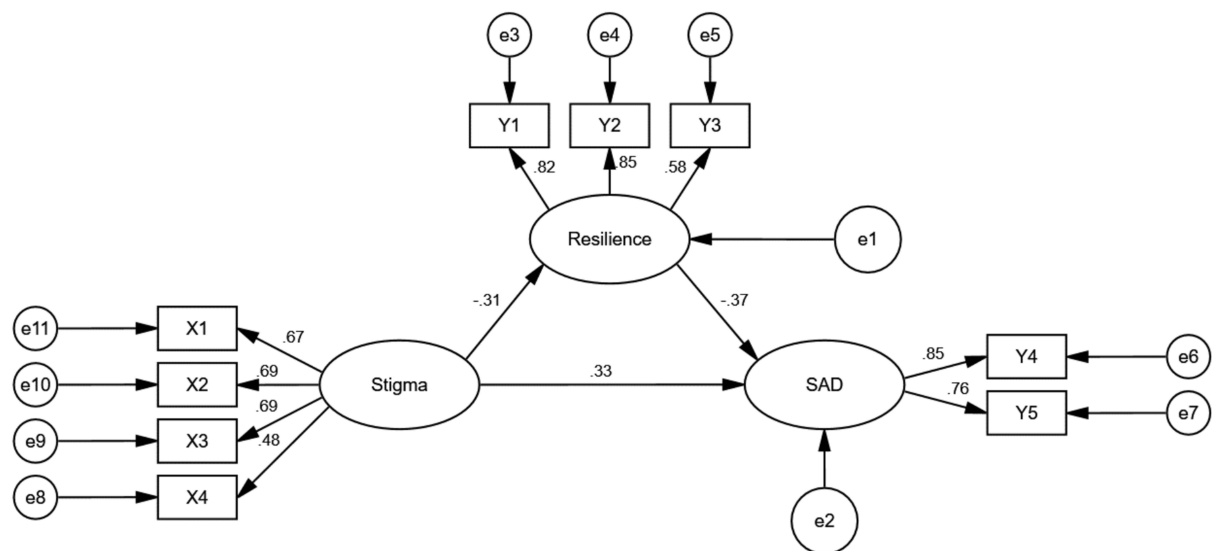 e3
e4
e5
Y1
Y2
Y3
.82
.85
.58
Resilience
e1
-.31
-.37
e11
X1
.67
e10
X2
.69
Stigma
.33
SAD
.85
Y4
e6
.69
.76
e9
X3
.48
Y5
e7
e8
X4
e2